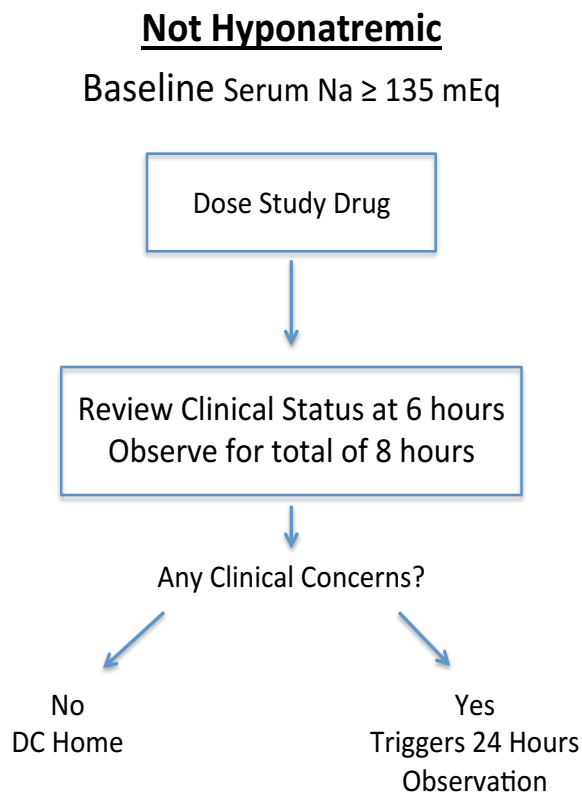 Not Hyponatremic
Baseline Serum Na ≥ 135 mEq
Dose Study Drug
Review Clinical Status at 6 hours
Observe for total of 8 hours
Any Clinical Concerns?
No
DC Home
Yes
Triggers 24 Hours
Observation